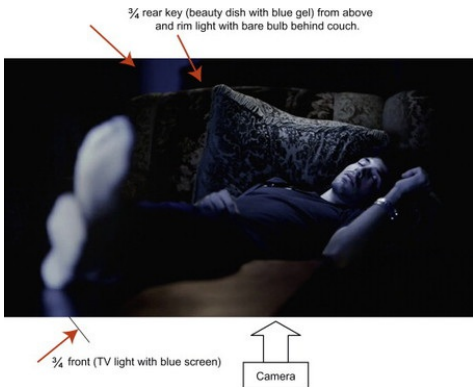 ¾ rear key (beauty dish with blue gel) from above
and rim light with bare bulb behind couch.
¾ front (TV light with blue screen)
Camera